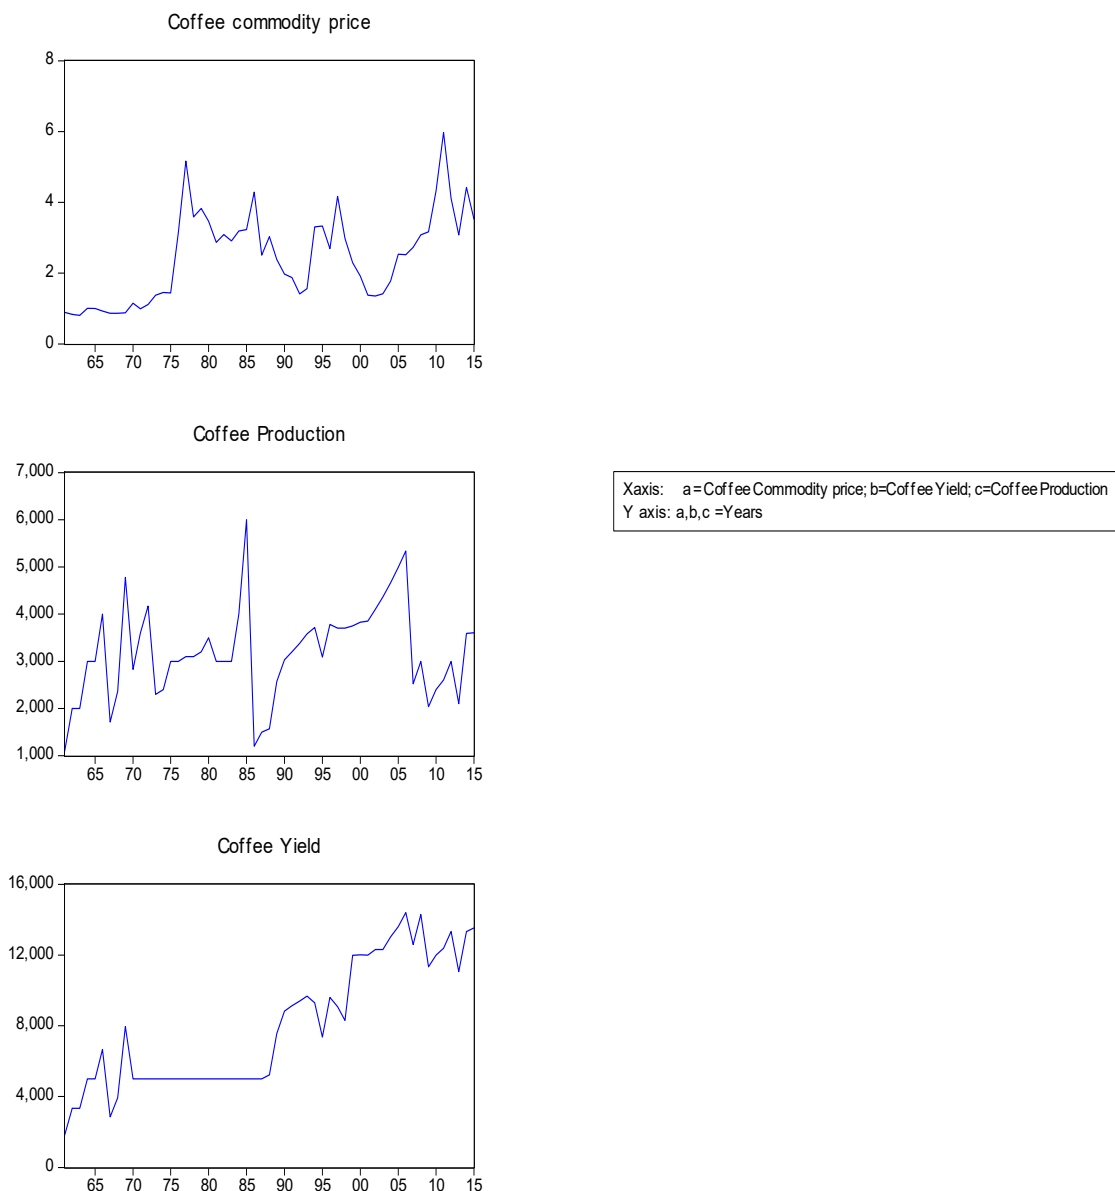 Coffee commodity price
8
6
4
2
0
65 70 75 80 85 90 95 00 05 10 15
Coffee Production
7,000
6,000
5,000
4,000
3,000
2,000
1,000
65 70 75 80 85 90 95 00 05 10 15
Xaxis: a=Coffee Commodity price; b=Coffee Yield; c=Coffee Production
Y axis: a,b,c =Years
Coffee Yield
16,000
12,000
8,000
4,000
0
65 70 75 80 85 90 95 00 05 10 15